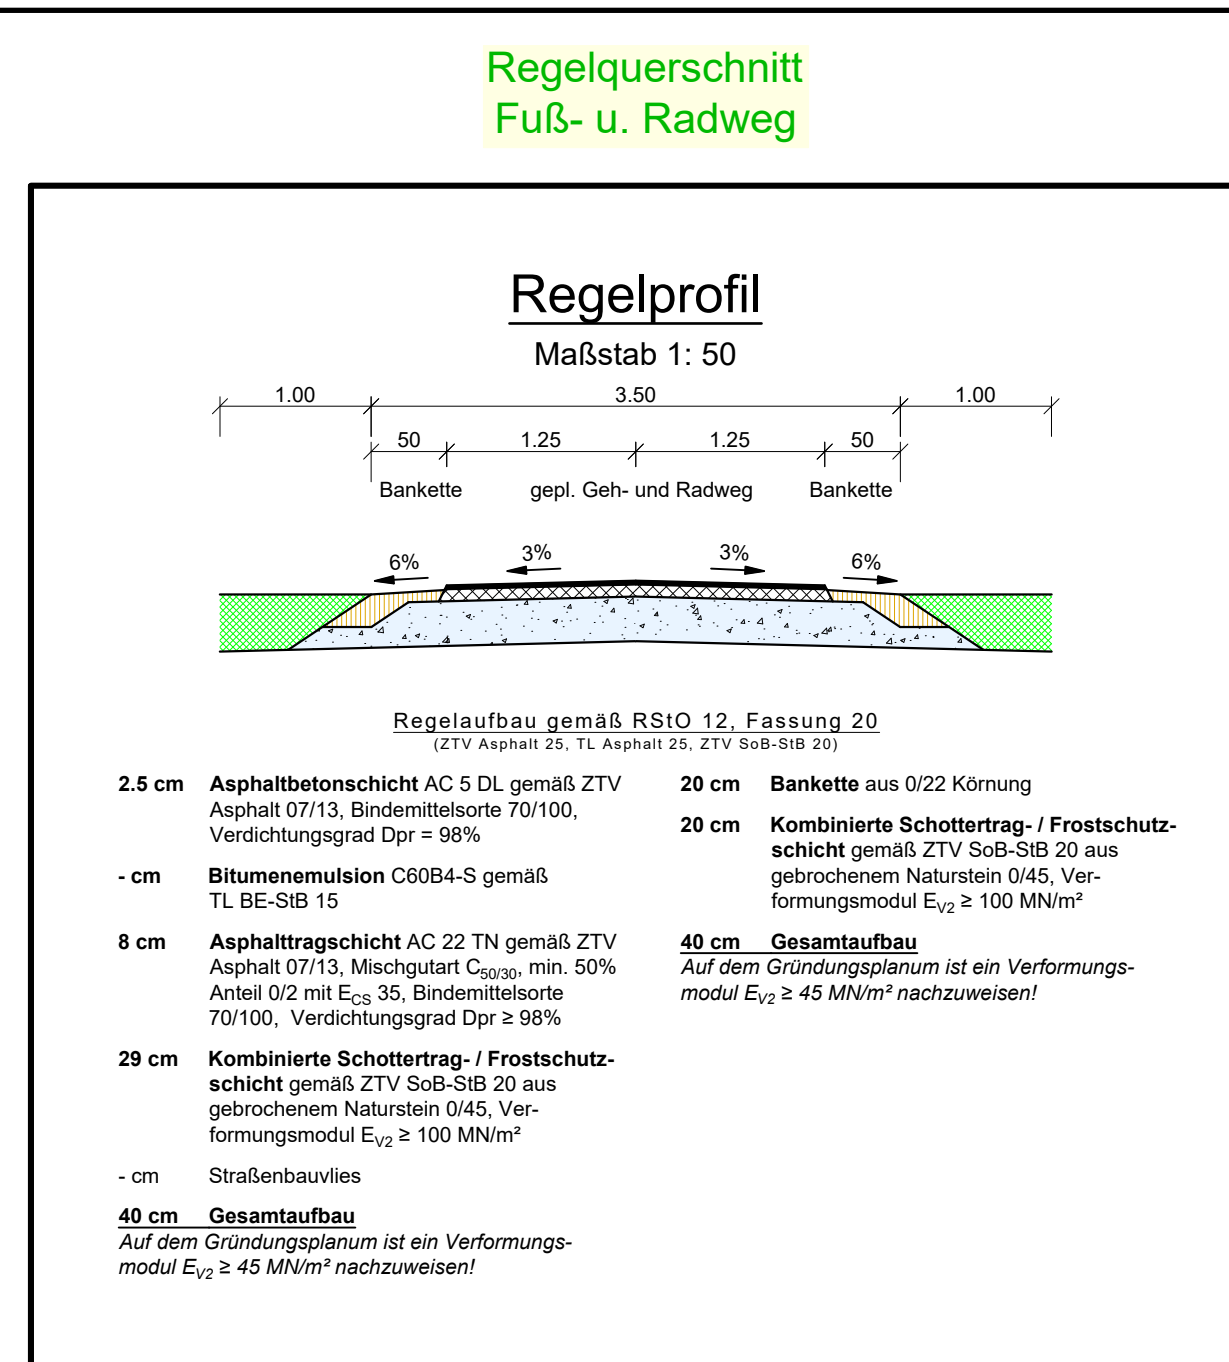 Regelquerschnitt
Fuß- u. Radweg
Regelprofil
Maßstab 1: 50
1.00 3.50 1.00
50 1.25 1.25 50
Bankette gepl. Geh- und Radweg Bankette
6% 3% 3% 6%
Regelaufbau gemäß RStO 12, Fassung 20
(ZTV Asphalt 25, TL Asphalt 25, ZTV SoB-StB 20)
2.5 cm Asphaltbetonschicht AC 5 DL gemäß ZTV
Asphalt 07/13, Bindemittelsorte 70/100,
Verdichtungsgrad Dpr = 98%
- cm Bitumenemulsion C60B4-S gemäß
TL BE-StB 15
8 cm Asphalttragschicht AC 22 TN gemäß ZTV
Asphalt 07/13, Mischgutart C50/30, min. 50%
Anteil 0/2 mit ECS 35, Bindemittelsorte
70/100, Verdichtungsgrad Dpr ≥ 98%
29 cm Kombinierte Schottertrag- / Frostschutz-
schicht gemäß ZTV SoB-StB 20 aus
gebrochenem Naturstein 0/45, Ver-
formungsmodul EV2 ≥ 100 MN/m²
- cm Straßenbauvlies
40 cm Gesamtaufbau
Auf dem Gründungsplanum ist ein Verformungs-
modul EV2 ≥ 45 MN/m² nachzuweisen!
20 cm Bankette aus 0/22 Körnung
20 cm Kombinierte Schottertrag- / Frostschutz-
schicht gemäß ZTV SoB-StB 20 aus
gebrochenem Naturstein 0/45, Ver-
formungsmodul EV2 ≥ 100 MN/m²
40 cm Gesamtaufbau
Auf dem Gründungsplanum ist ein Verformungs-
modul EV2 ≥ 45 MN/m² nachzuweisen!